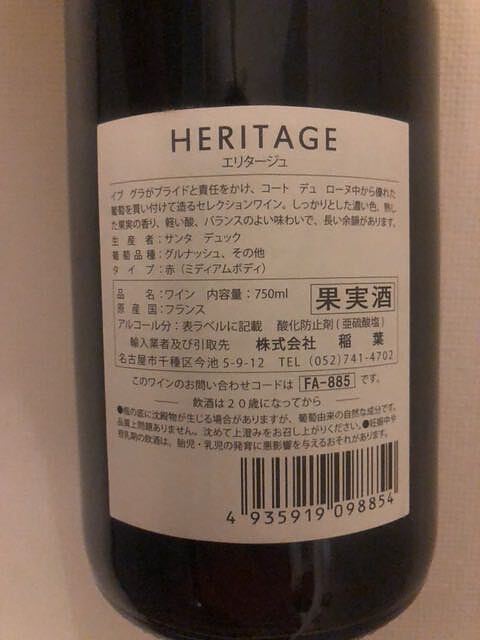 HERITAGE
エリタージュ
イブ グラがプライドと責任をかけ、コート デュ ローヌ中から優れた
葡萄を買い付けて造るセレクションワイン。しっかりとした濃い色、熟し
た果実の香り、軽い酸、バランスのよい味わいで、長い余韻があります。
生産者:サンタ デュック
葡萄品種:グルナッシュ、その他
タイプ:赤(ミディアムボディ)
品名:ワイン 内容量:750ml 果実酒
原産国:フランス
アルコール分:表ラベルに記載 酸化防止剤(亜硫酸塩)
輸入業者及び引取先 株式会社 稲葉
名古屋市千種区今池5-9-12 TEL (052)741-4702
このワインのお問い合わせコードは FA-885 です。
飲酒は20歳になってから
●瓶の底に沈殿物が生じる場合がありますが、葡萄由来の自然な成分です。
品質上問題ありません。沈めて上澄みをお召し上がりください。●妊娠中や
授乳期の飲酒は、胎児・乳児の発育に悪影響を与えるおそれがあります。
4 935919 098854